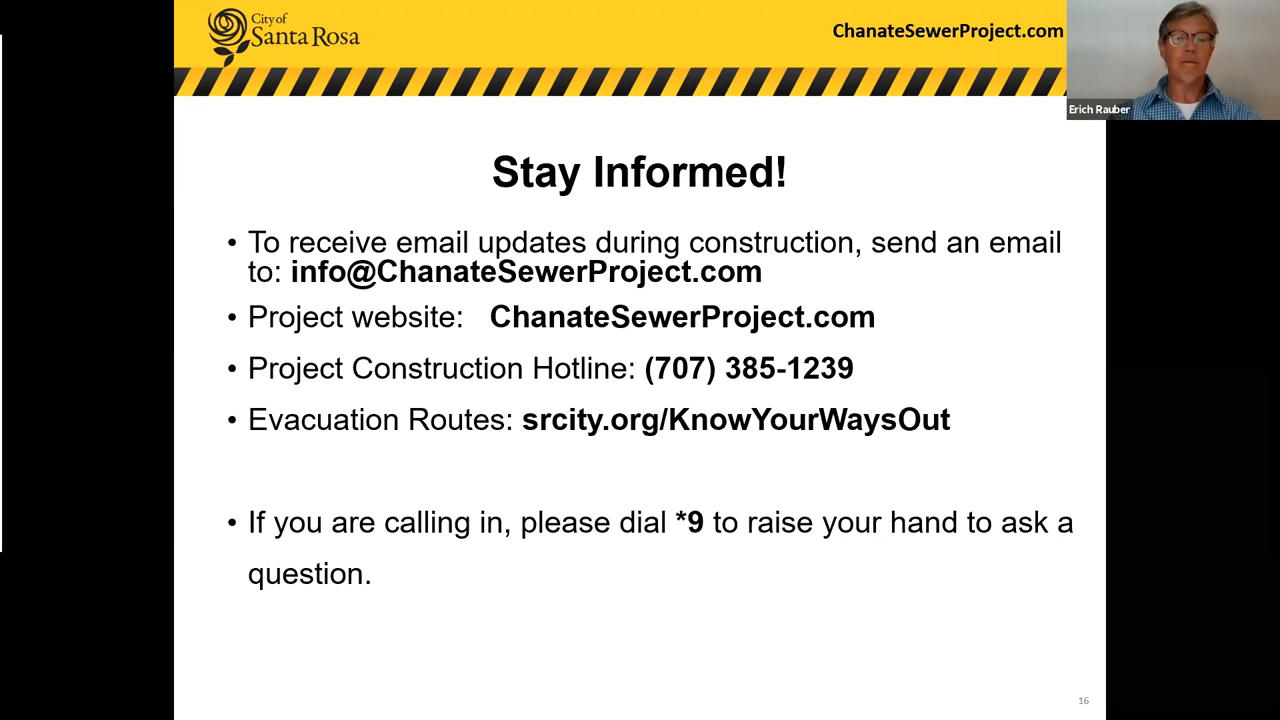 City of
Santa Rosa
ChanateSewerProject.com
Erich Rauber
Stay Informed!
• To receive email updates during construction, send an email
to: info@ChanateSewerProject.com
• Project website: ChanateSewerProject.com
• Project Construction Hotline: (707) 385-1239
• Evacuation Routes: srcity.org/KnowYourWaysOut
• If you are calling in, please dial *9 to raise your hand to ask a
question.
16